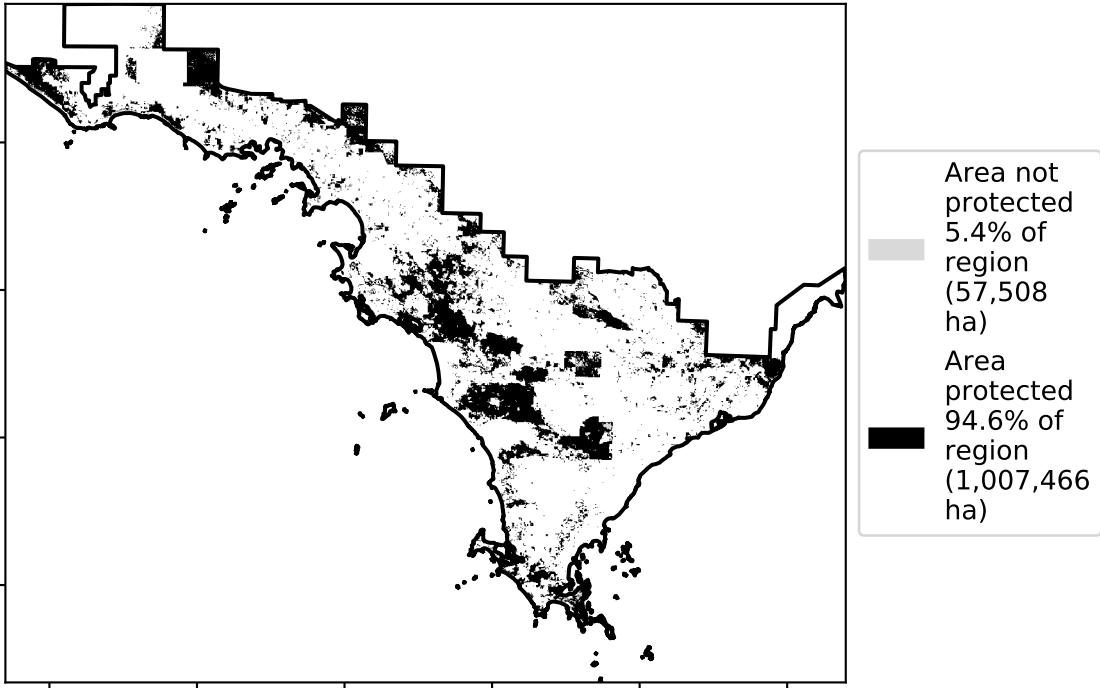 Area not
protected
5.4% of
region
(57,508
ha)
Area
protected
94.6% of
region
(1,007,466
ha)